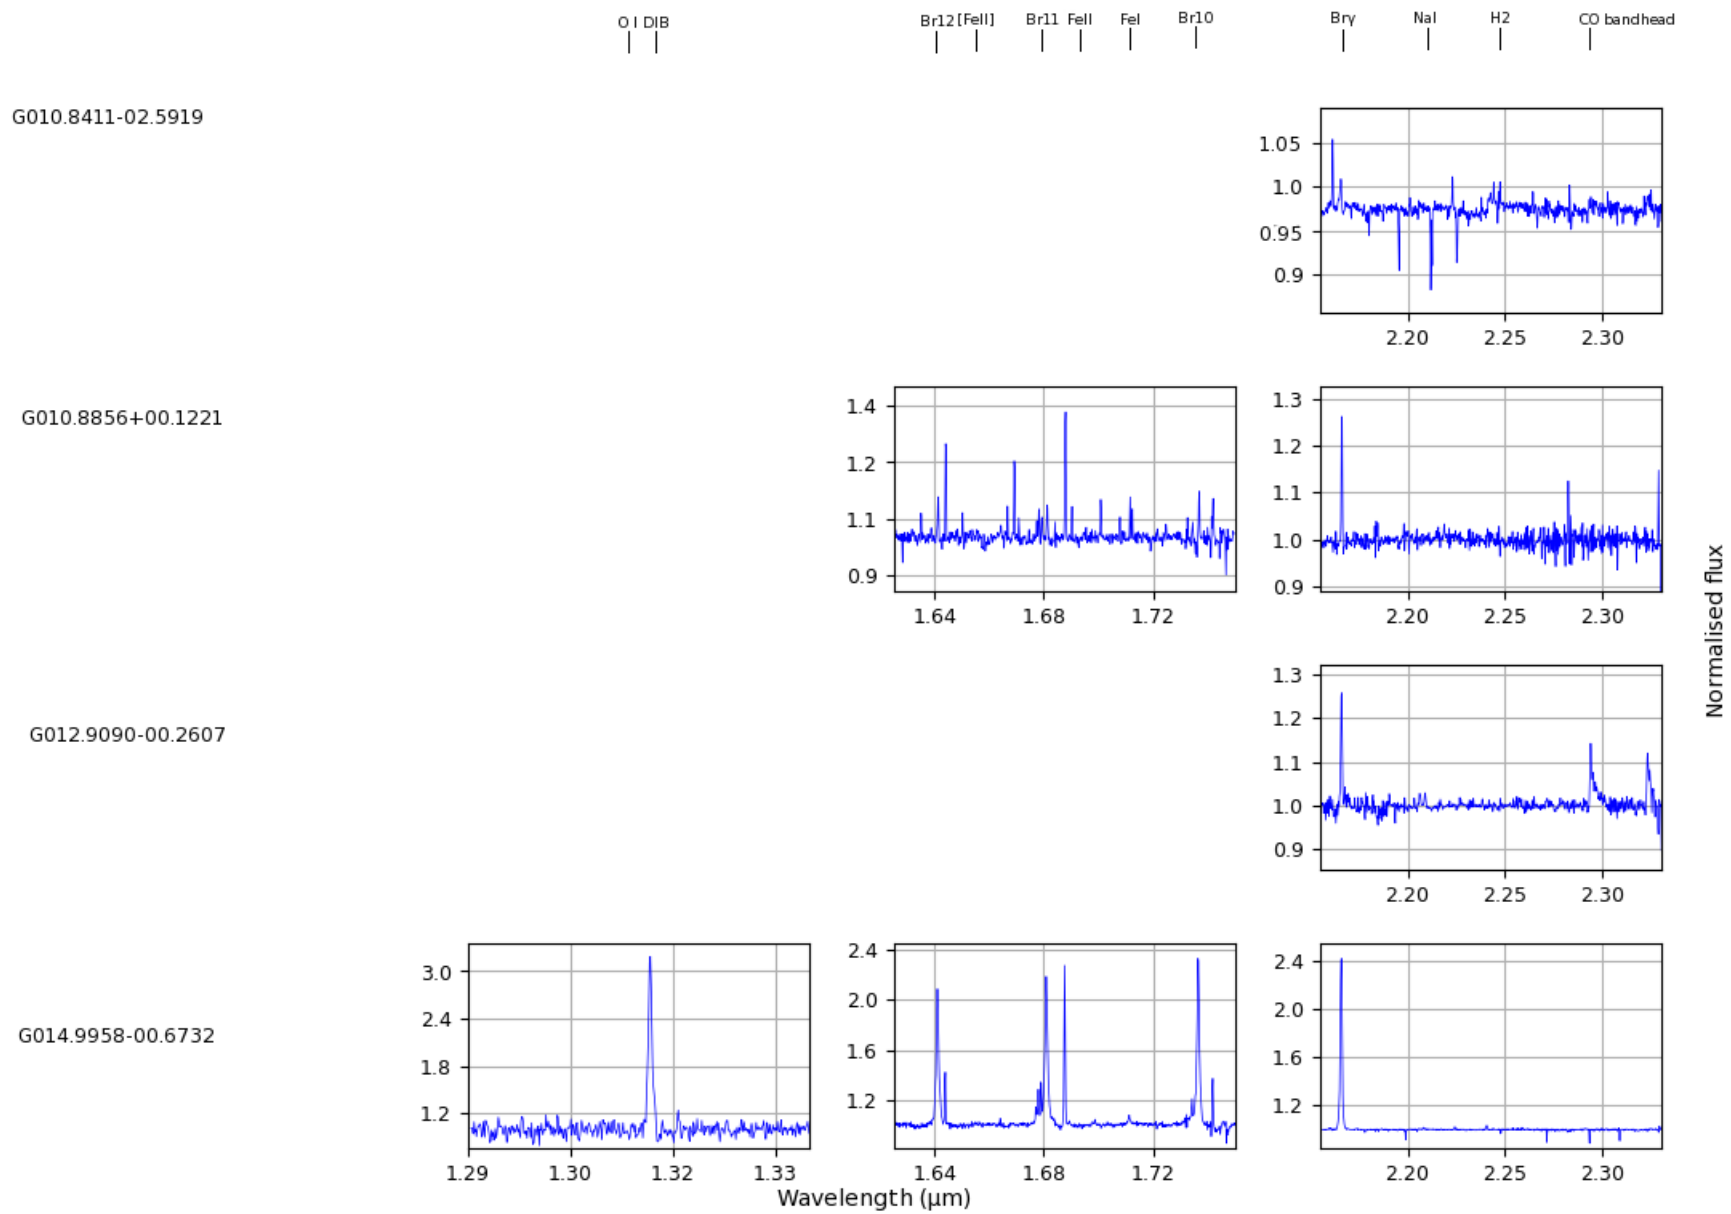 O I DIB Br12 [FeII] Br11 FeII FeI Br10 Brγ NaI H2 CO bandhead
G010.8411-02.5919
1.05
1.0
0.95
0.9
2.20 2.25 2.30
G010.8856+00.1221
1.4
1.2
1.1
0.9
1.64 1.68 1.72
1.3
1.2
1.1
1.0
0.9
2.20 2.25 2.30
Normalised flux
G012.9090-00.2607
1.3
1.2
1.1
1.0
0.9
2.20 2.25 2.30
G014.9958-00.6732
3.0
2.4
1.8
1.2
1.29 1.30 1.32 1.33
2.4
2.0
1.6
1.2
1.64 1.68 1.72
2.4
2.0
1.6
1.2
2.20 2.25 2.30
Wavelength (μm)